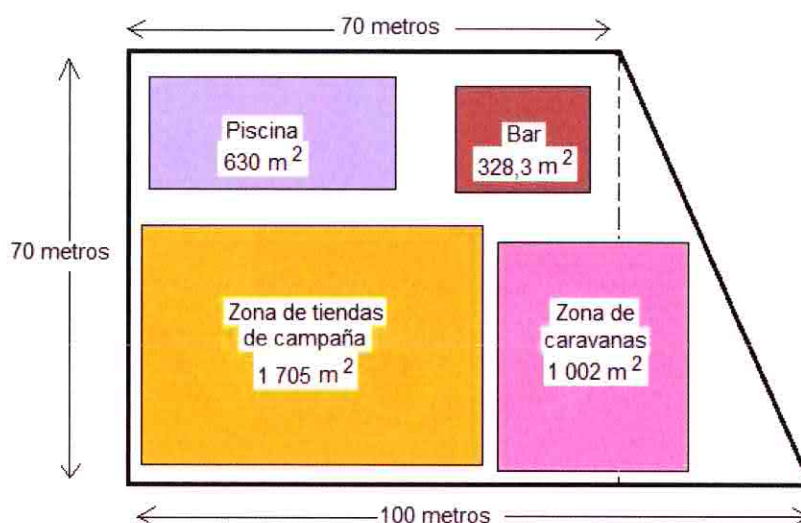 70 metros
Piscina
630 m²
Bar
328,3 m²
70 metros
Zona de tiendas
de campaña
1 705 m²
Zona de
caravanas
1 002 m²
100 metros